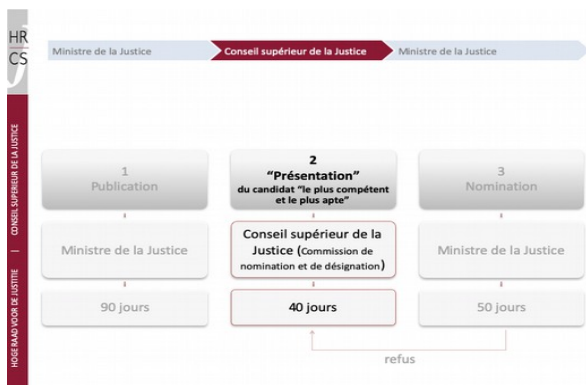 HR
CS
Ministre de la Justice
Conseil supérieur de la Justice
Ministre de la Justice
HOGE RAAD VOOR DE JUSTITIE | CONSEIL SUPERIEUR DE LA JUSTICE
1
Publication
2
"Présentation"
du candidat "le plus compétent
et le plus apte"
3
Nomination
Ministre de la Justice
Conseil supérieur de la
Justice (Commission de
nomination et de désignation)
Ministre de la Justice
90 jours
40 jours
50 jours
refus